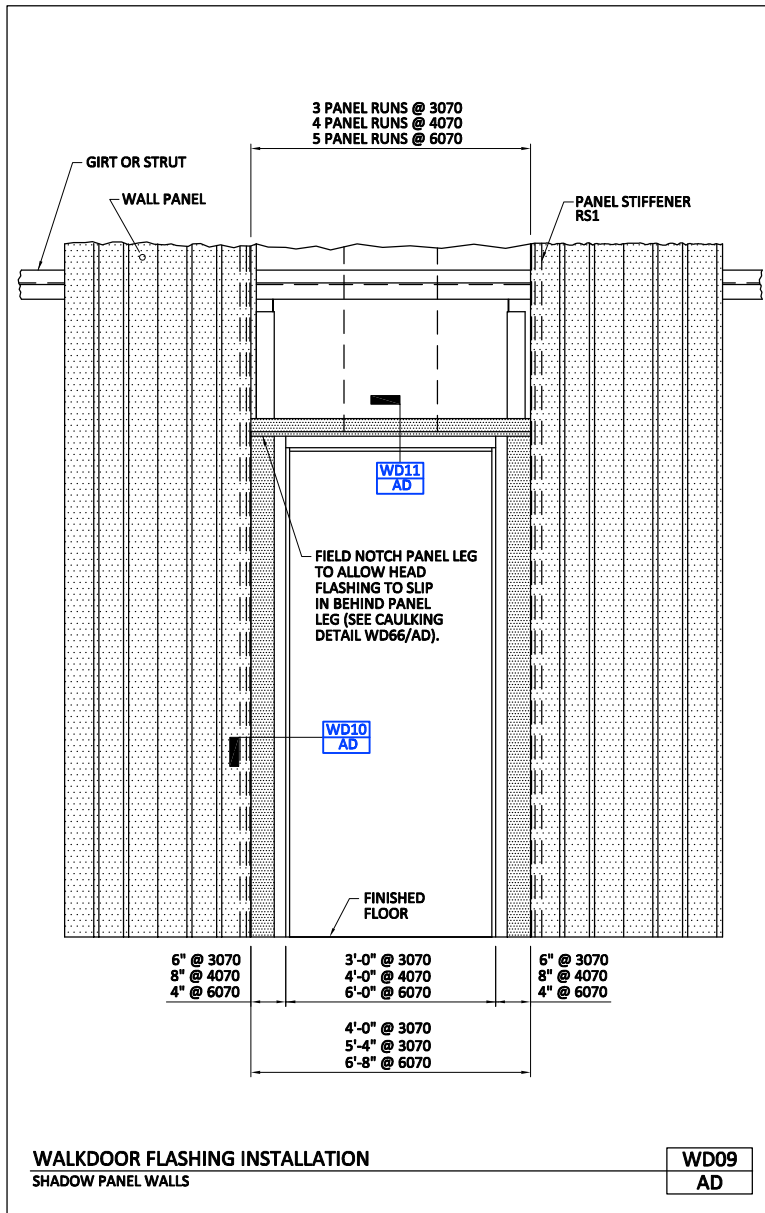 3 PANEL RUNS @ 3070
4 PANEL RUNS @ 4070
5 PANEL RUNS @ 6070
GIRT OR STRUT
WALL PANEL
PANEL STIFFENER
RS1
WD11
AD
FIELD NOTCH PANEL LEG
TO ALLOW HEAD
FLASHING TO SLIP
IN BEHIND PANEL
LEG (SEE CAULKING
DETAIL WD66/AD).
WD10
AD
FINISHED
FLOOR
6" @ 3070
8" @ 4070
4" @ 6070
3'-0" @ 3070
4'-0" @ 4070
6'-0" @ 6070
6" @ 3070
8" @ 4070
4" @ 6070
4'-0" @ 3070
5'-4" @ 3070
6'-8" @ 6070
WALKDOOR FLASHING INSTALLATION
SHADOW PANEL WALLS
WD09
AD